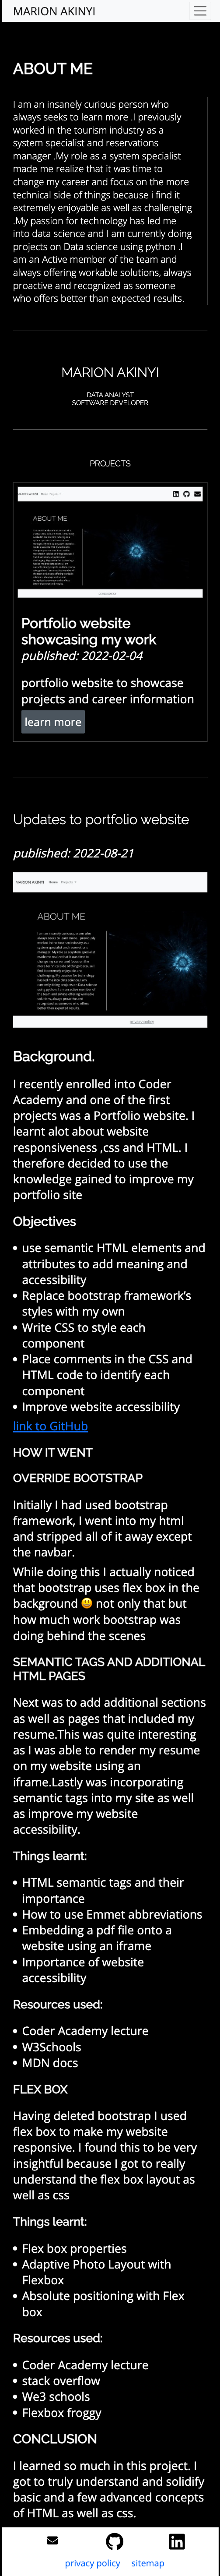 MARION AKINYI
ABOUT ME
I am an insanely curious person who
always seeks to learn more .I previously
worked in the tourism industry as a
system specialist and reservations
manager .My role as a system specialist
made me realize that it was time to
change my career and focus on the more
technical side of things because i find it
extremely enjoyable as well as challenging
.My passion for technology has led me
into data science and I am currently doing
projects on Data science using python .I
am an Active member of the team and
always offering workable solutions, always
proactive and recognized as someone
who offers better than expected results.
MARION AKINYI
DATA ANALYST
SOFTWARE DEVELOPER
PROJECTS
ABOUT ME
Portfolio website
showcasing my work
published: 2022-02-04
portfolio website to showcase
projects and career information
learn more
Updates to portfolio website
published: 2022-08-21
MARION AKINYI Home Projects
ABOUT ME
Background.
I recently enrolled into Coder
Academy and one of the first
projects was a Portfolio website. I
learnt alot about website
responsiveness ,css and HTML. I
therefore decided to use the
knowledge gained to improve my
portfolio site
Objectives
• use semantic HTML elements and
attributes to add meaning and
accessibility
• Replace bootstrap framework's
styles with my own
• Write CSS to style each
component
• Place comments in the CSS and
HTML code to identify each
component
• Improve website accessibility
link to GitHub
HOW IT WENT
OVERRIDE BOOTSTRAP
Initially I had used bootstrap
framework, I went into my html
and stripped all of it away except
the navbar.
While doing this I actually noticed
that bootstrap uses flex box in the
background 😃 not only that but
how much work bootstrap was
doing behind the scenes
SEMANTIC TAGS AND ADDITIONAL
HTML PAGES
Next was to add additional sections
as well as pages that included my
resume.This was quite interesting
as I was able to render my resume
on my website using an
iframe.Lastly was incorporating
semantic tags into my site as well
as improve my website
accessibility.
Things learnt:
• HTML semantic tags and their
importance
• How to use Emmet abbreviations
• Embedding a pdf file onto a
website using an iframe
• Importance of website
accessibility
Resources used:
• Coder Academy lecture
• W3Schools
• MDN docs
FLEX BOX
Having deleted bootstrap I used
flex box to make my website
responsive. I found this to be very
insightful because I got to really
understand the flex box layout as
well as css
Things learnt:
• Flex box properties
• Adaptive Photo Layout with
Flexbox
• Absolute positioning with Flex
box
Resources used:
• Coder Academy lecture
• stack overflow
• We3 schools
• Flexbox froggy
CONCLUSION
I learned so much in this project. I
got to truly understand and solidify
basic and a few advanced concepts
of HTML as well as css.
privacy policy sitemap